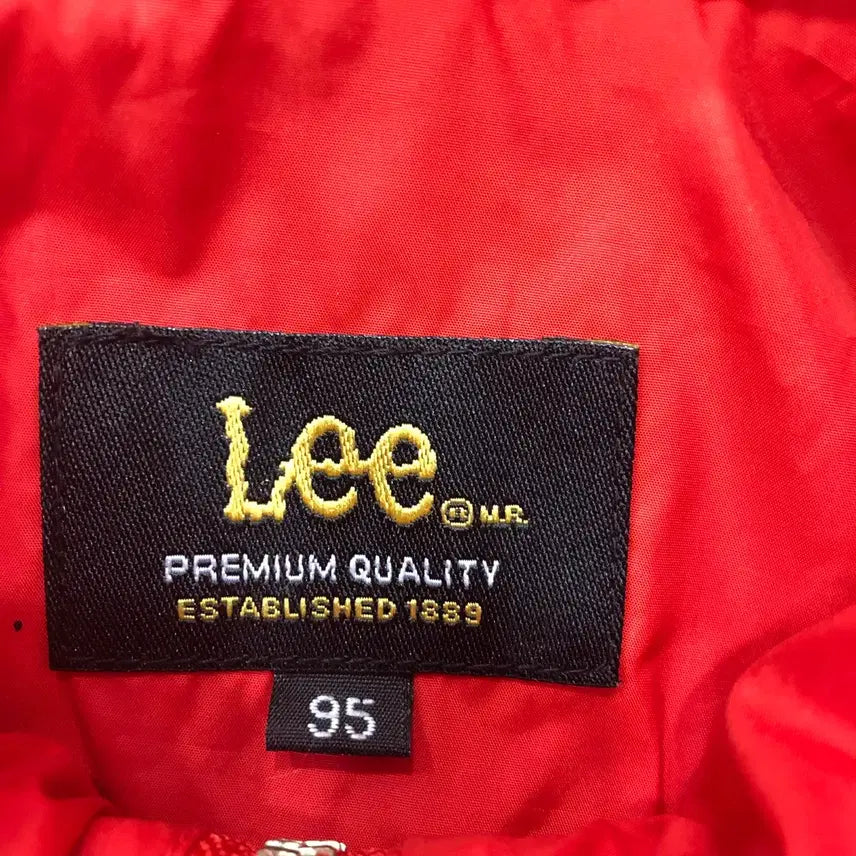 Lee ® M.R.
PREMIUM QUALITY
ESTABLISHED 1889
95